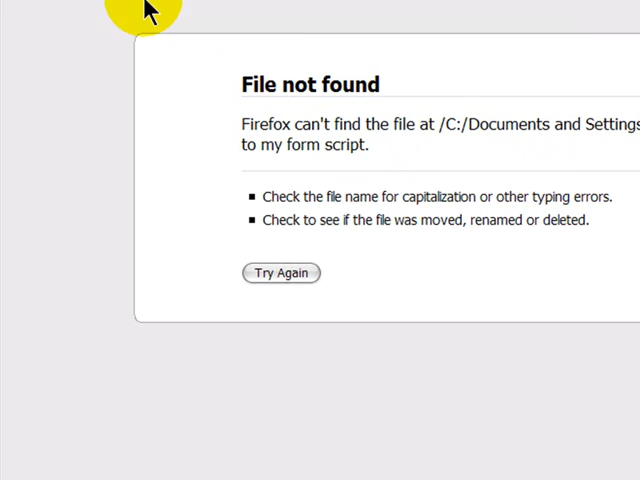 File not found
Firefox can't find the file at /C:/Documents and Settings
to my form script.
Check the file name for capitalization or other typing errors.
Check to see if the file was moved, renamed or deleted.
Try Again